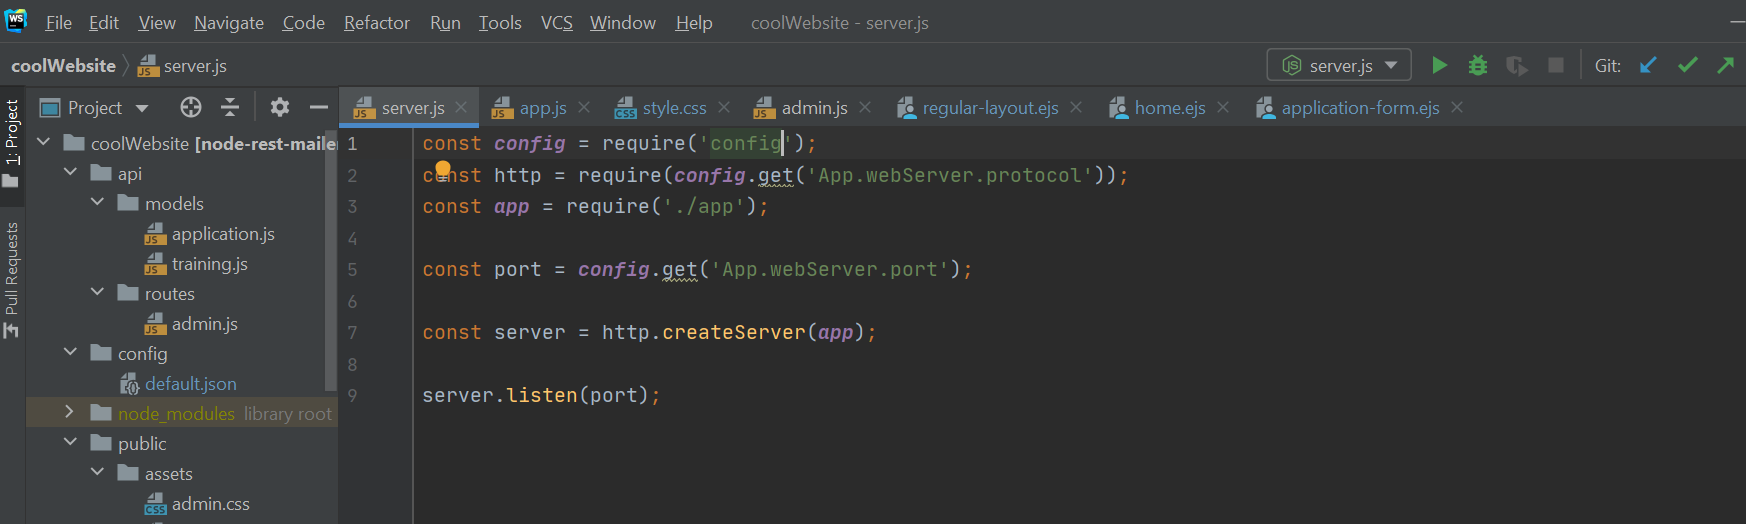 WS File Edit View Navigate Code Refactor Run Tools VCS Window Help coolWebsite - server.js
coolWebsite server.js server.js Git:
1: Project
Pull Requests
Project
server.js app.js style.css admin.js regular-layout.ejs home.ejs application-form.ejs
coolWebsite [node-rest-maile
api
models
application.js
training.js
routes
admin.js
config
default.json
node_modules library root
public
assets
admin.css
1 const config = require('config');
2 const http = require(config.get('App.webServer.protocol'));
3 const app = require('./app');
4
5 const port = config.get('App.webServer.port');
6
7 const server = http.createServer(app);
8
9 server.listen(port);